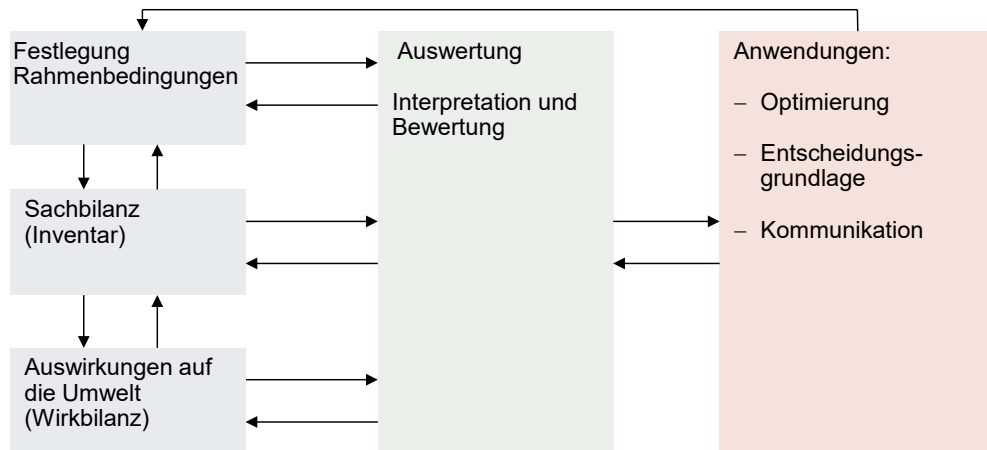 Festlegung
Rahmenbedingungen
Sachbilanz
(Inventar)
Auswirkungen auf
die Umwelt
(Wirkbilanz)
Auswertung
Interpretation und
Bewertung
Anwendungen:
– Optimierung
– Entscheidungs-
grundlage
– Kommunikation